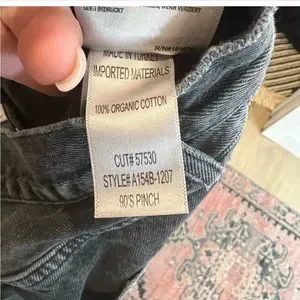 MADE IN TURKEY
IMPORTED MATERIALS
100% ORGANIC COTTON
CUT# 57530
STYLE# A154B-1207
90'S PINCH